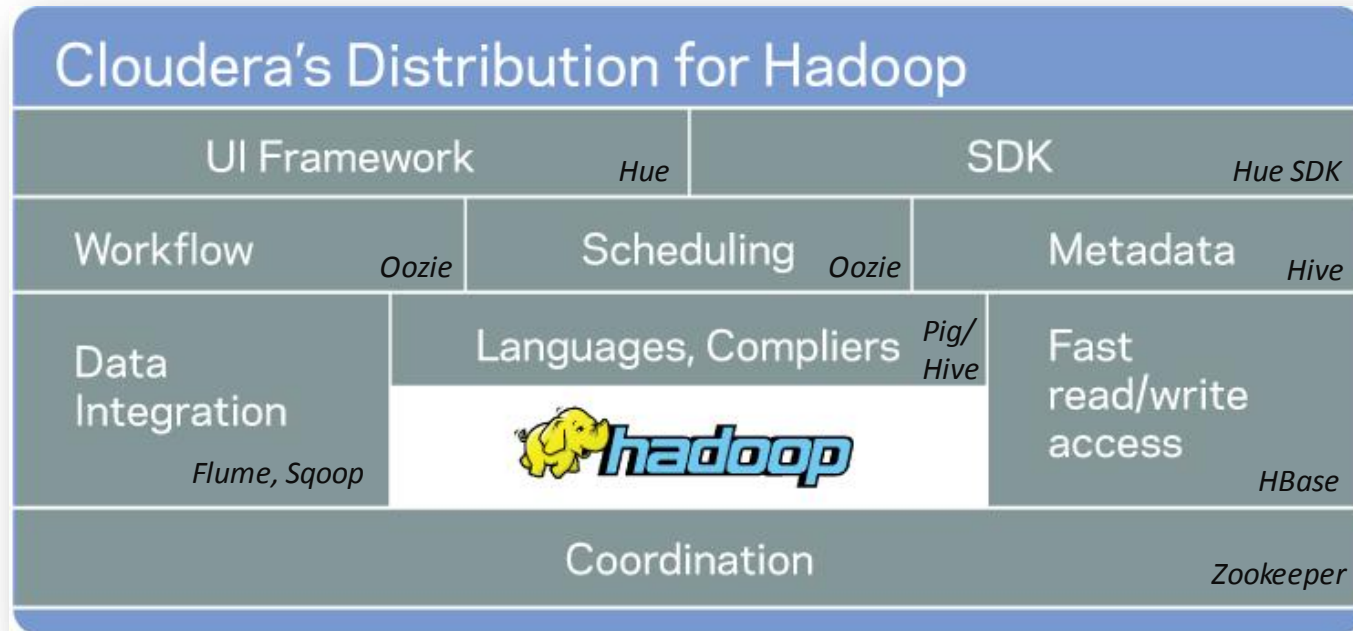 Cloudera's Distribution for Hadoop
UI Framework
Hue
SDK
Hue SDK
Workflow
Oozie
Scheduling
Oozie
Metadata
Hive
Data
Integration
Flume, Sqoop
Languages, Compliers
Pig/
Hive
hadoop
Fast
read/write
access
HBase
Coordination
Zookeeper